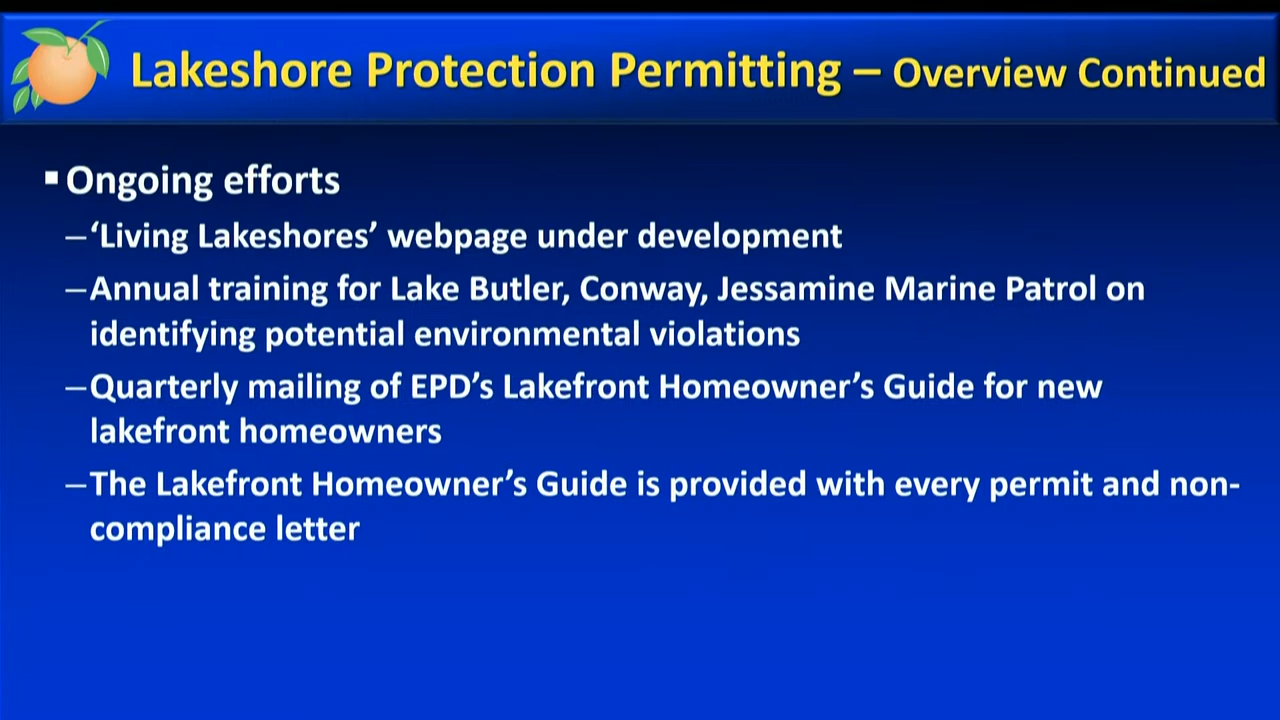 Lakeshore Protection Permitting – Overview Continued
▪ Ongoing efforts
–‘Living Lakeshores’ webpage under development
–Annual training for Lake Butler, Conway, Jessamine Marine Patrol on
identifying potential environmental violations
–Quarterly mailing of EPD’s Lakefront Homeowner’s Guide for new
lakefront homeowners
–The Lakefront Homeowner’s Guide is provided with every permit and non-
compliance letter